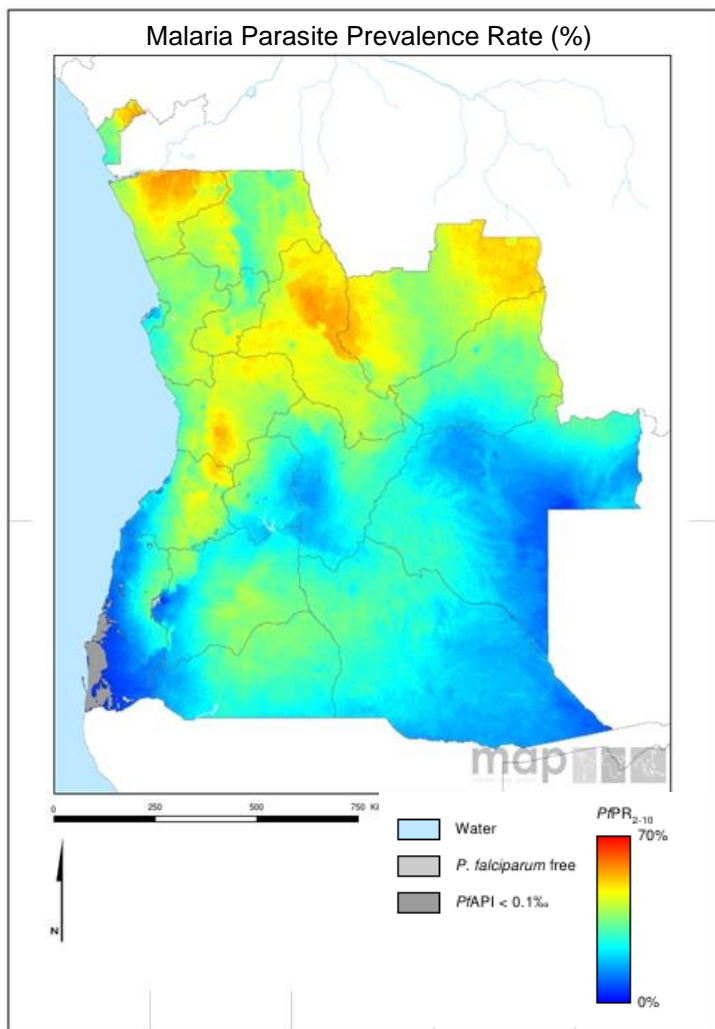 Malaria Parasite Prevalence Rate (%)
map
0 250 500 750 Ki
N
Water
P. falciparum free
PfAPI < 0.1‰
PfPR2-10
70%
0%